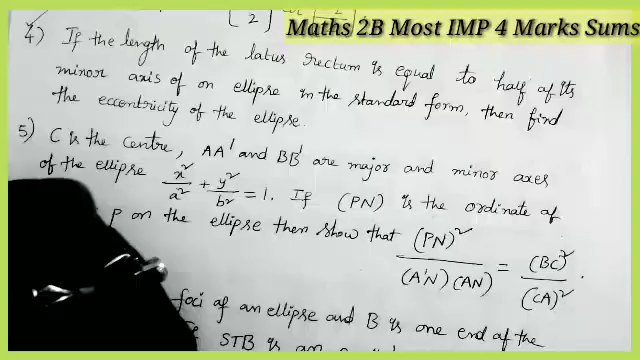 Maths 2B Most IMP 4 Marks Sums
4) If the length of the latus rectum is equal to half of its
minor axis of on ellipse in the standard form, then find
the eccentricity of the ellipse.
5) C is the centre, AA' and BB' are major and minor axes
of the ellipse x²/a² + y²/b² = 1. If (PN) is the ordinate of
P on the ellipse then show that (PN)²/(A'N)(AN) = (BC)²/(CA)².
foci of an ellipse and B is one end of the
STB is an